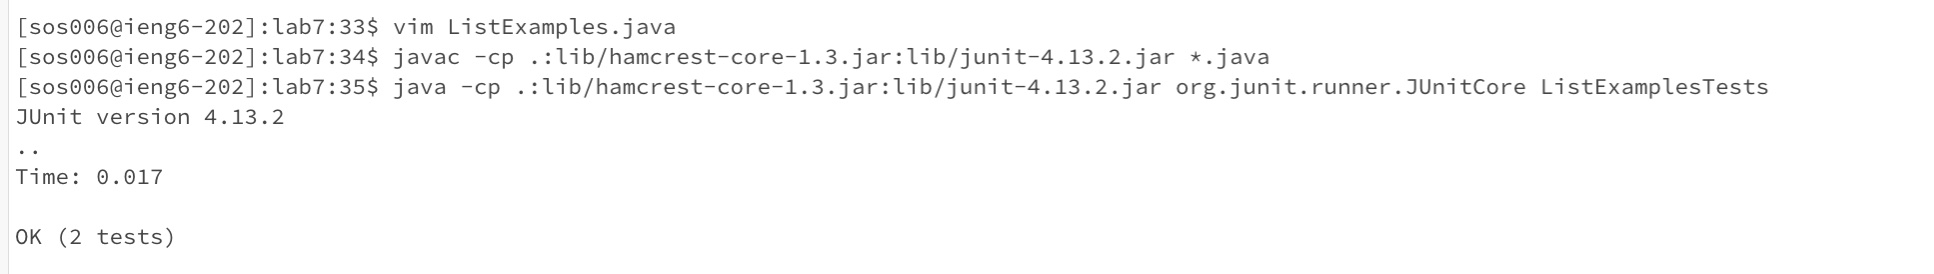 [sos006@ieng6-202]:lab7:33$ vim ListExamples.java
[sos006@ieng6-202]:lab7:34$ javac -cp .:lib/hamcrest-core-1.3.jar:lib/junit-4.13.2.jar *.java
[sos006@ieng6-202]:lab7:35$ java -cp .:lib/hamcrest-core-1.3.jar:lib/junit-4.13.2.jar org.junit.runner.JUnitCore ListExamplesTests
JUnit version 4.13.2
..
Time: 0.017
OK (2 tests)